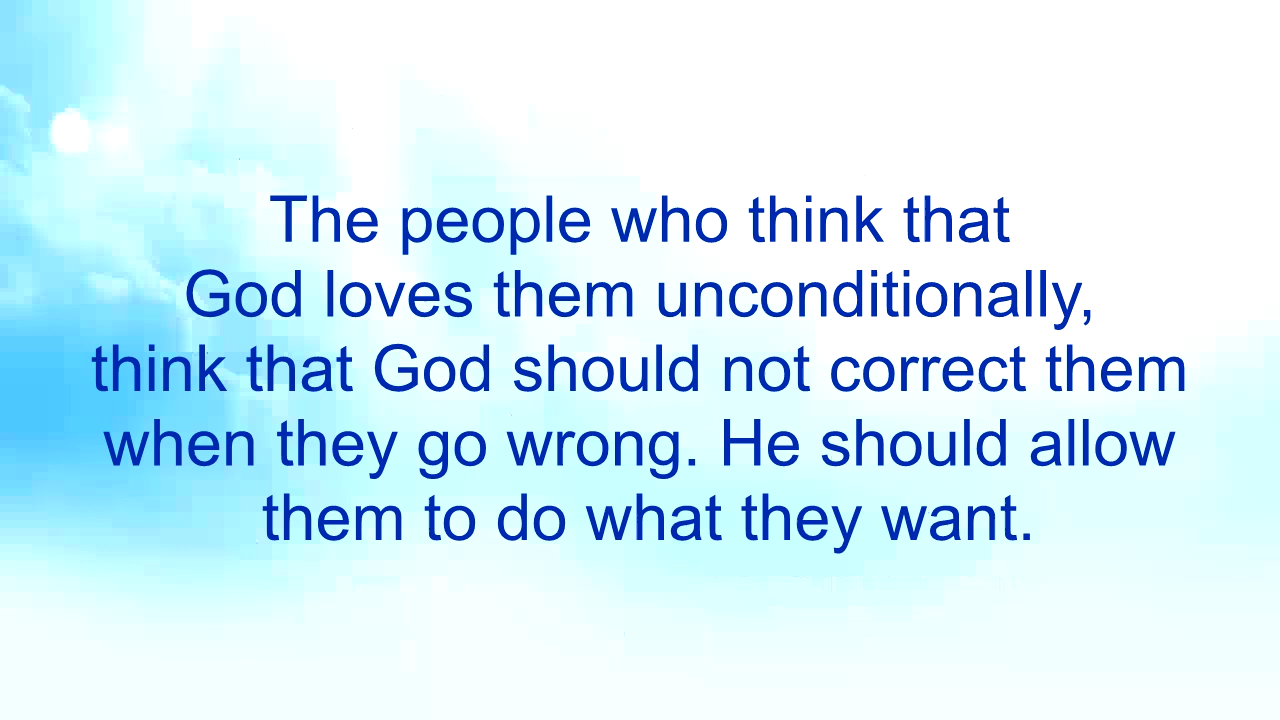 The people who think that
God loves them unconditionally,
think that God should not correct them
when they go wrong. He should allow
them to do what they want.